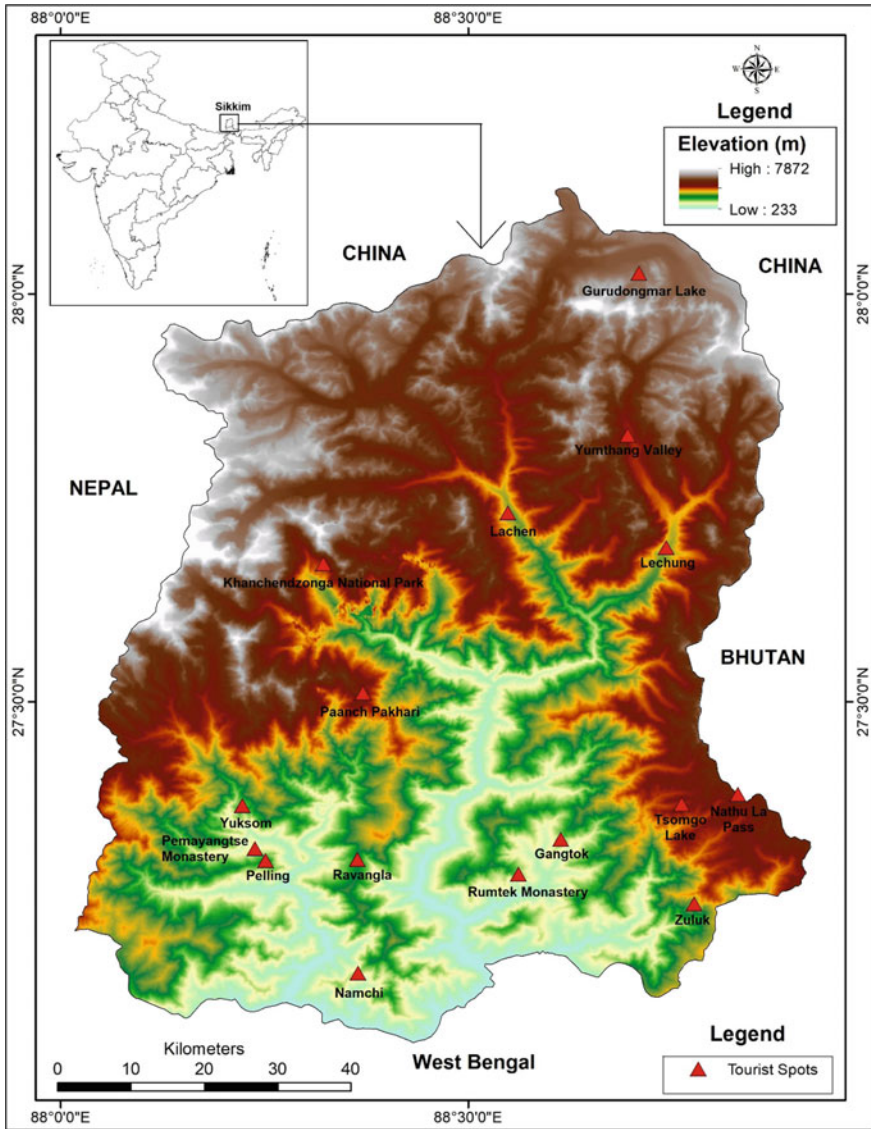 88°0'0"E
88°30'0"E
Sikkim
N
W
E
S
Legend
Elevation (m)
High : 7872
Low : 233
CHINA
CHINA
Gurudongmar Lake
28°0'0"N
28°0'0"N
Yumthang Valley
NEPAL
Lachen
Lechung
Khanchendzonga National Park
BHUTAN
27°30'0"N
27°30'0"N
Paanch Pakhari
Nathu La
Pass
Tsomgo
Lake
Yuksom
Pemayangtse
Monastery
Pelling
Ravangla
Gangtok
Rumtek Monastery
Zuluk
Namchi
Kilometers
0 10 20 30 40
West Bengal
Legend
Tourist Spots
88°0'0"E
88°30'0"E